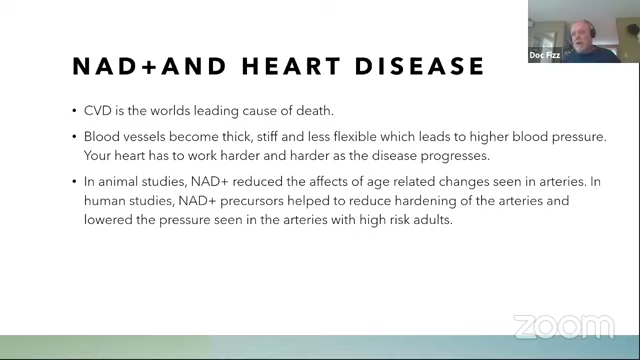 Doc Fizz
NAD+AND HEART DISEASE
• CVD is the worlds leading cause of death.
• Blood vessels become thick, stiff and less flexible which leads to higher blood pressure.
Your heart has to work harder and harder as the disease progresses.
• In animal studies, NAD+ reduced the affects of age related changes seen in arteries. In
human studies, NAD+ precursors helped to reduce hardening of the arteries and
lowered the pressure seen in the arteries with high risk adults.
zoom